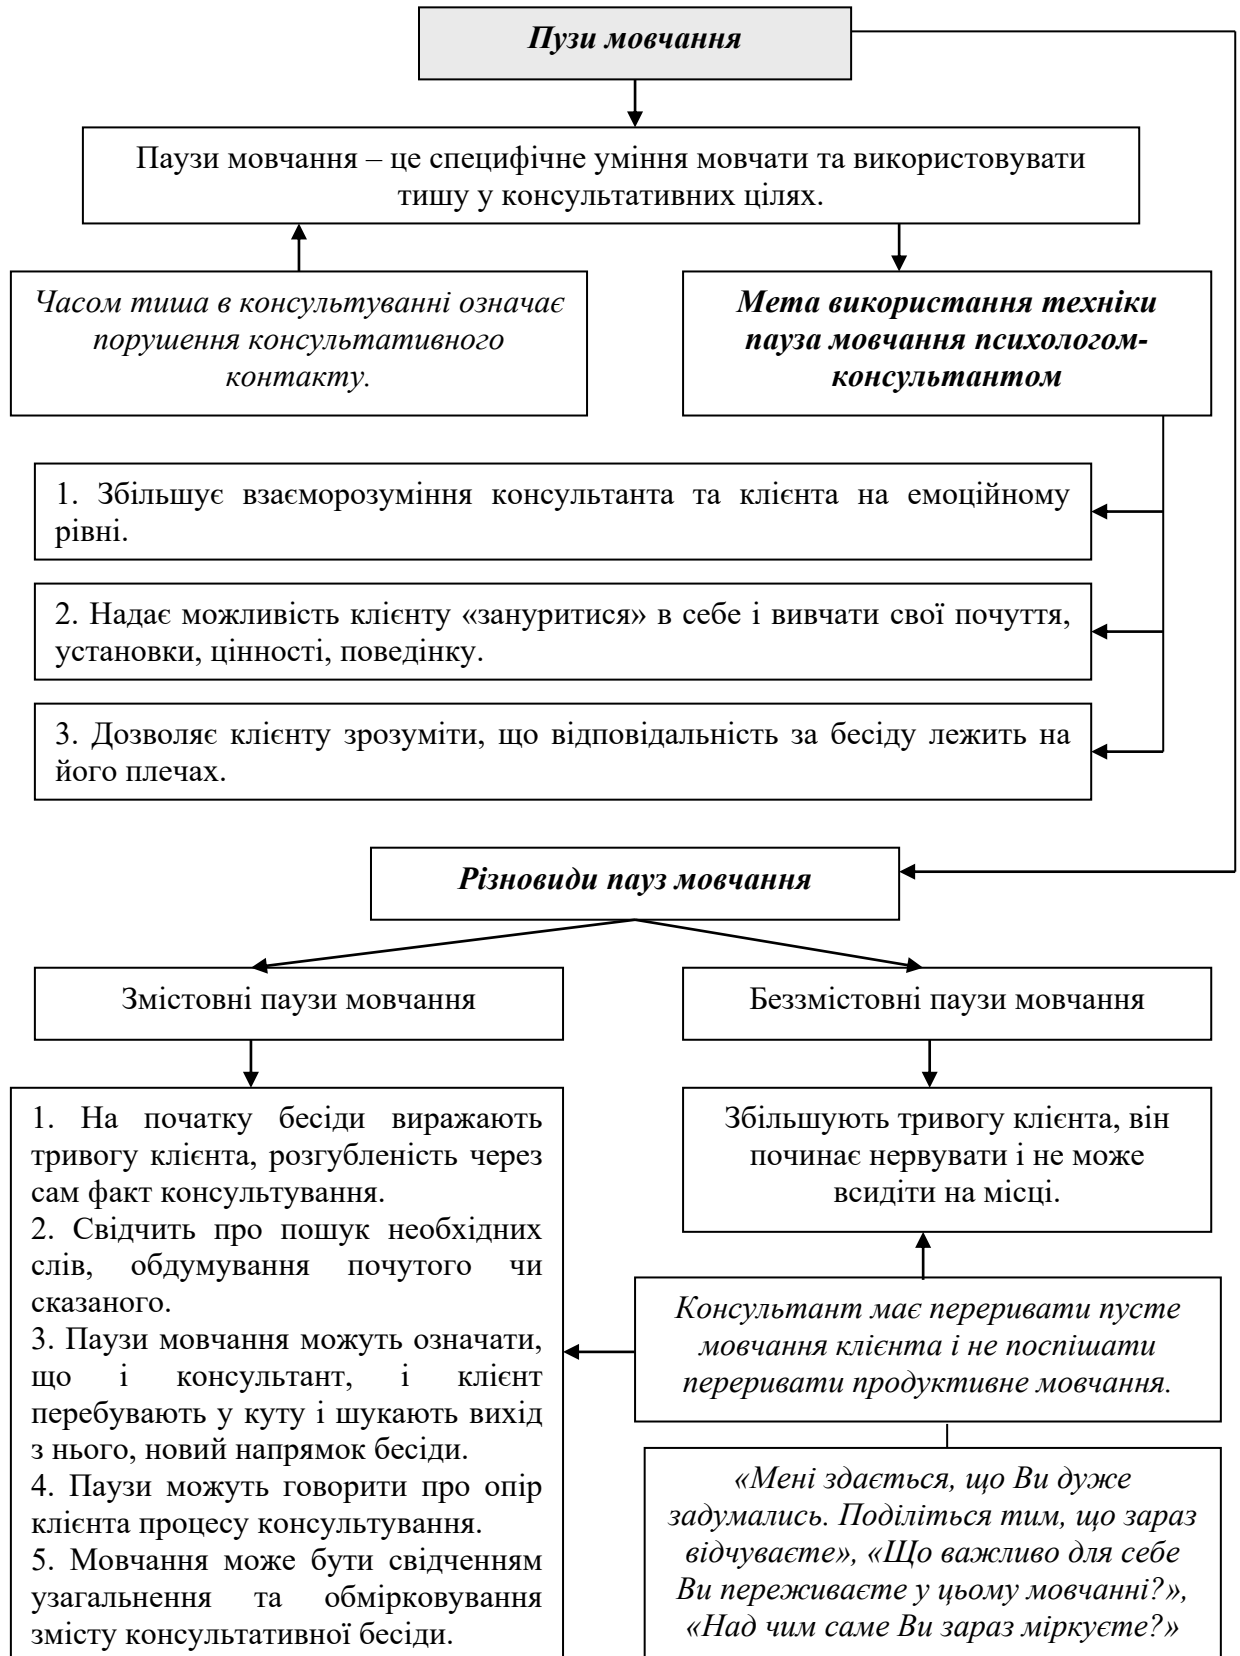 Пузи мовчання
Паузи мовчання – це специфічне уміння мовчати та використовувати
тишу у консультативних цілях.
Часом тиша в консультуванні означає
порушення консультативного
контакту.
Мета використання техніки
пауза мовчання психологом-
консультантом
1. Збільшує взаєморозуміння консультанта та клієнта на емоційному
рівні.
2. Надає можливість клієнту «зануритися» в себе і вивчати свої почуття,
установки, цінності, поведінку.
3. Дозволяє клієнту зрозуміти, що відповідальність за бесіду лежить на
його плечах.
Різновиди пауз мовчання
Змістовні паузи мовчання
Беззмістовні паузи мовчання
1. На початку бесіди виражають
тривогу клієнта, розгубленість через
сам факт консультування.
2. Свідчить про пошук необхідних
слів, обдумування почутого чи
сказаного.
3. Паузи мовчання можуть означати,
що і консультант, і клієнт
перебувають у куту і шукають вихід
з нього, новий напрямок бесіди.
4. Паузи можуть говорити про опір
клієнта процесу консультування.
5. Мовчання може бути свідченням
узагальнення та обмірковування
змісту консультативної бесіди.
Збільшують тривогу клієнта, він
починає нервувати і не може
всидіти на місці.
Консультант має переривати пусте
мовчання клієнта і не поспішати
переривати продуктивне мовчання.
«Мені здається, що Ви дуже
задумались. Поділіться тим, що зараз
відчуваєте», «Що важливо для себе
Ви переживаєте у цьому мовчанні?»,
«Над чим саме Ви зараз міркуєте?»